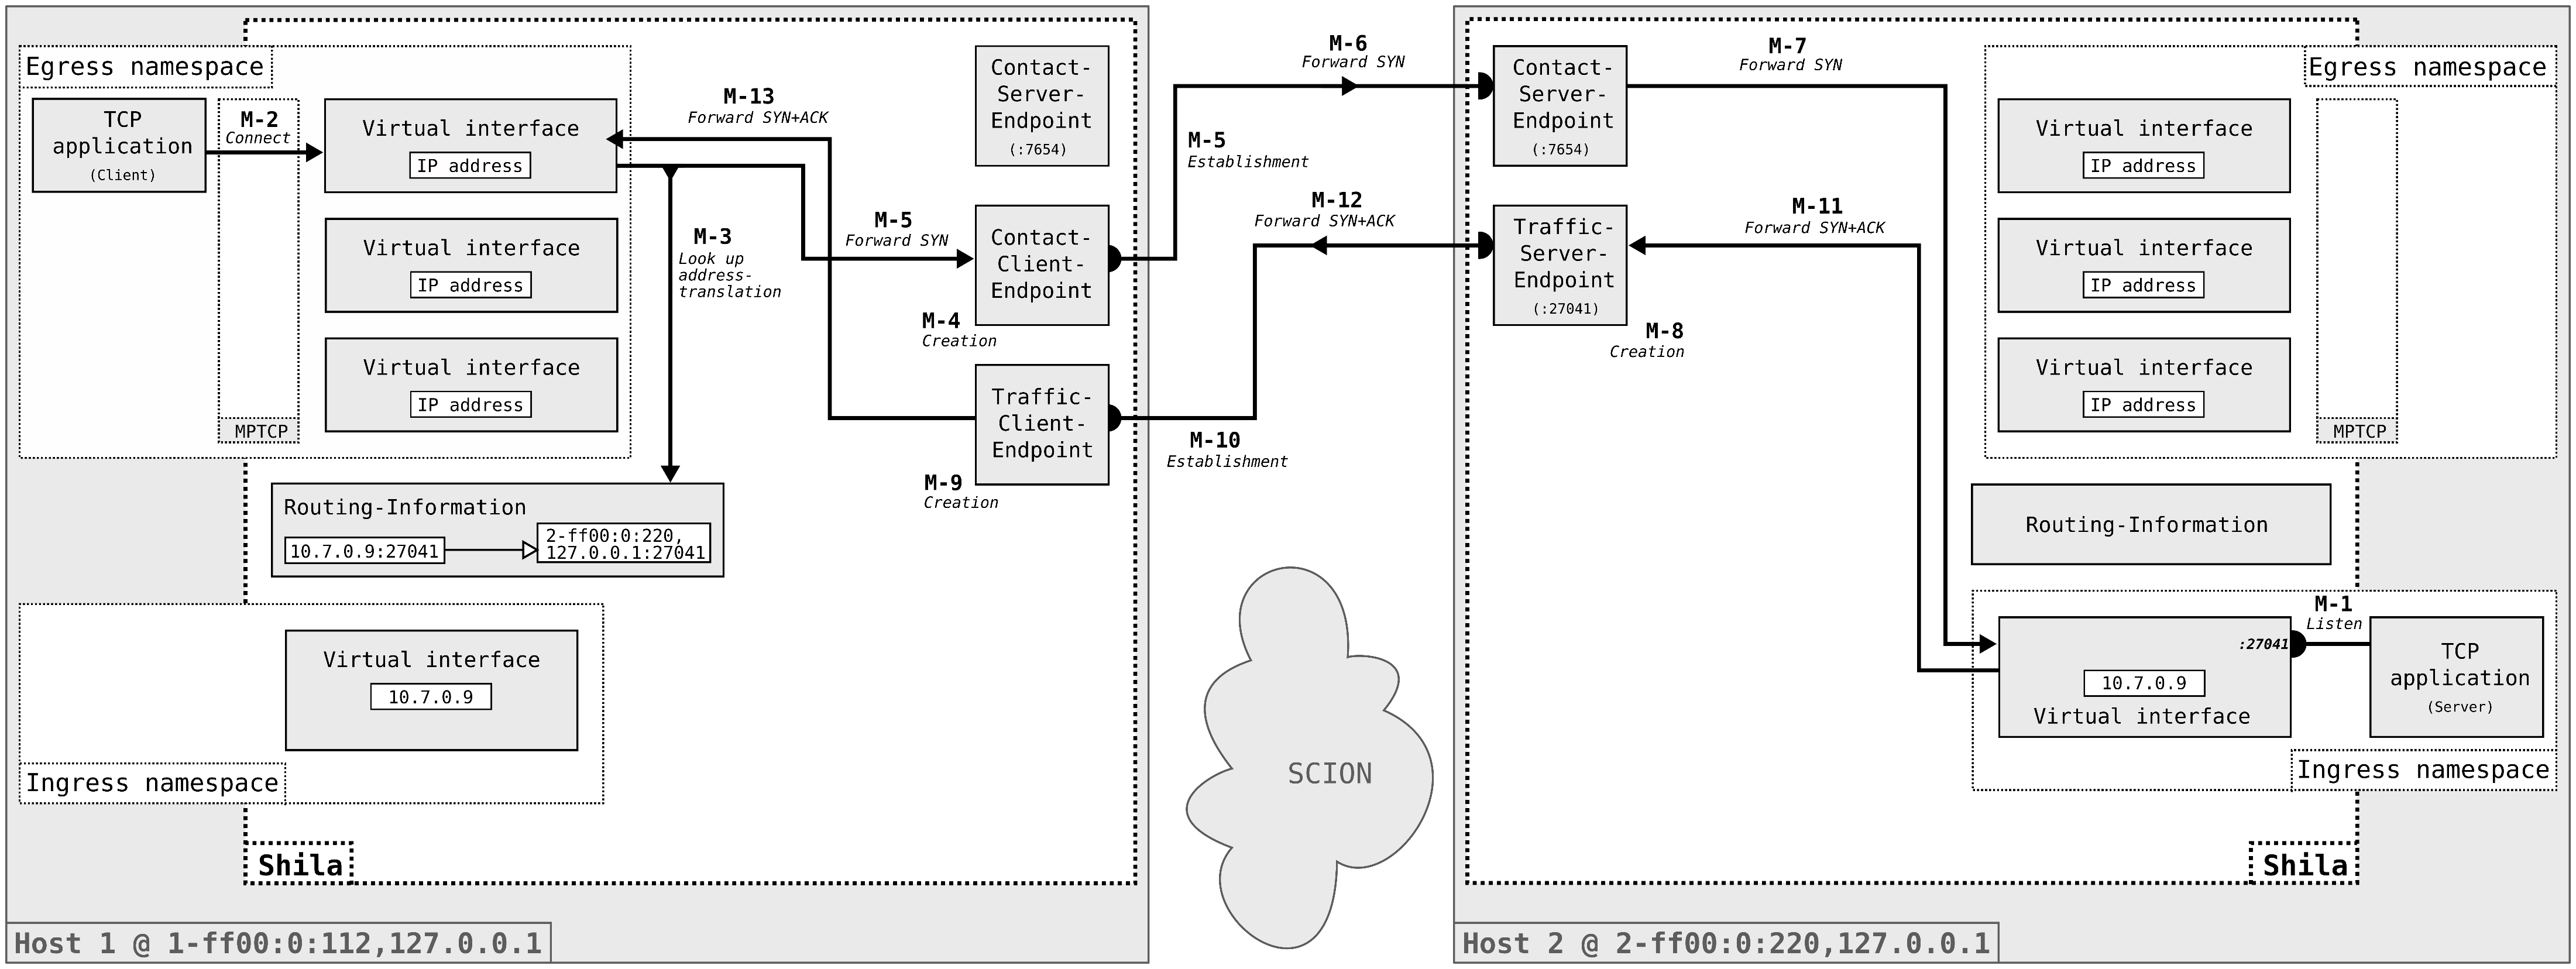 Egress namespace
TCP
application
(Client)
M-2
Connect
MPTCP
Virtual interface
IP address
Virtual interface
IP address
Virtual interface
IP address
M-13
Forward SYN+ACK
M-3
Look up
address-
translation
M-5
Forward SYN
Contact-
Server-
Endpoint
(:7654)
Contact-
Client-
Endpoint
M-4
Creation
Traffic-
Client-
Endpoint
M-9
Creation
Routing-Information
10.7.0.9:27041
2-ff00:0:220,
127.0.0.1:27041
Virtual interface
10.7.0.9
Ingress namespace
Shila
Host 1 @ 1-ff00:0:112,127.0.0.1
M-6
Forward SYN
M-5
Establishment
M-12
Forward SYN+ACK
M-10
Establishment
SCION
Contact-
Server-
Endpoint
(:7654)
Traffic-
Server-
Endpoint
(:27041)
M-8
Creation
M-7
Forward SYN
M-11
Forward SYN+ACK
Egress namespace
Virtual interface
IP address
Virtual interface
IP address
Virtual interface
IP address
MPTCP
Routing-Information
M-1
Listen
:27041
10.7.0.9
Virtual interface
TCP
application
(Server)
Ingress namespace
Shila
Host 2 @ 2-ff00:0:220,127.0.0.1